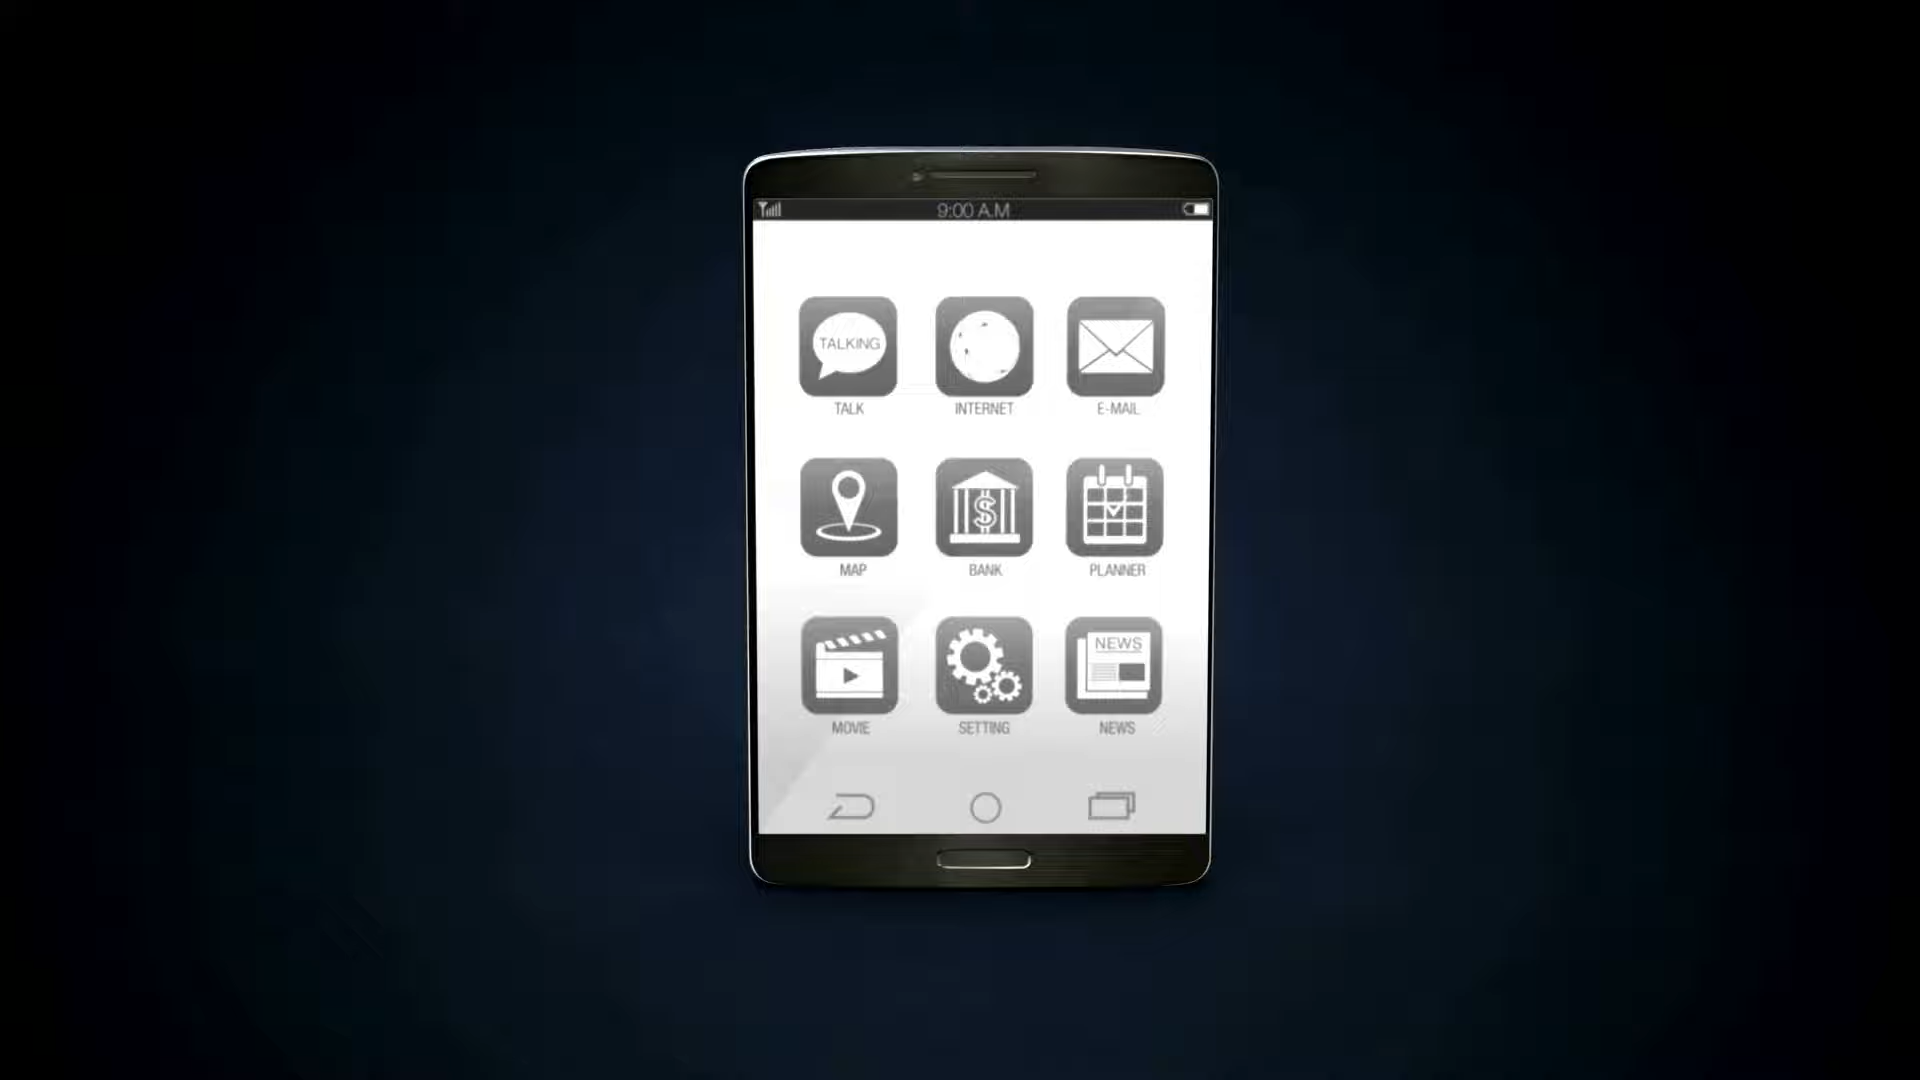 9:00 A.M
TALKING
TALK INTERNET E-MAIL
$
MAP BANK PLANNER
NEWS
MOVIE SETTING NEWS